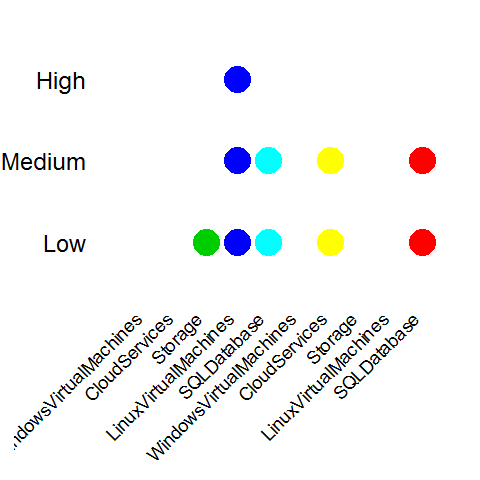 High
Medium
Low
ndowsVirtualMachines
CloudServices
Storage
LinuxVirtualMachines
SQLDatabase
WindowsVirtualMachines
CloudServices
Storage
LinuxVirtualMachines
SQLDatabase